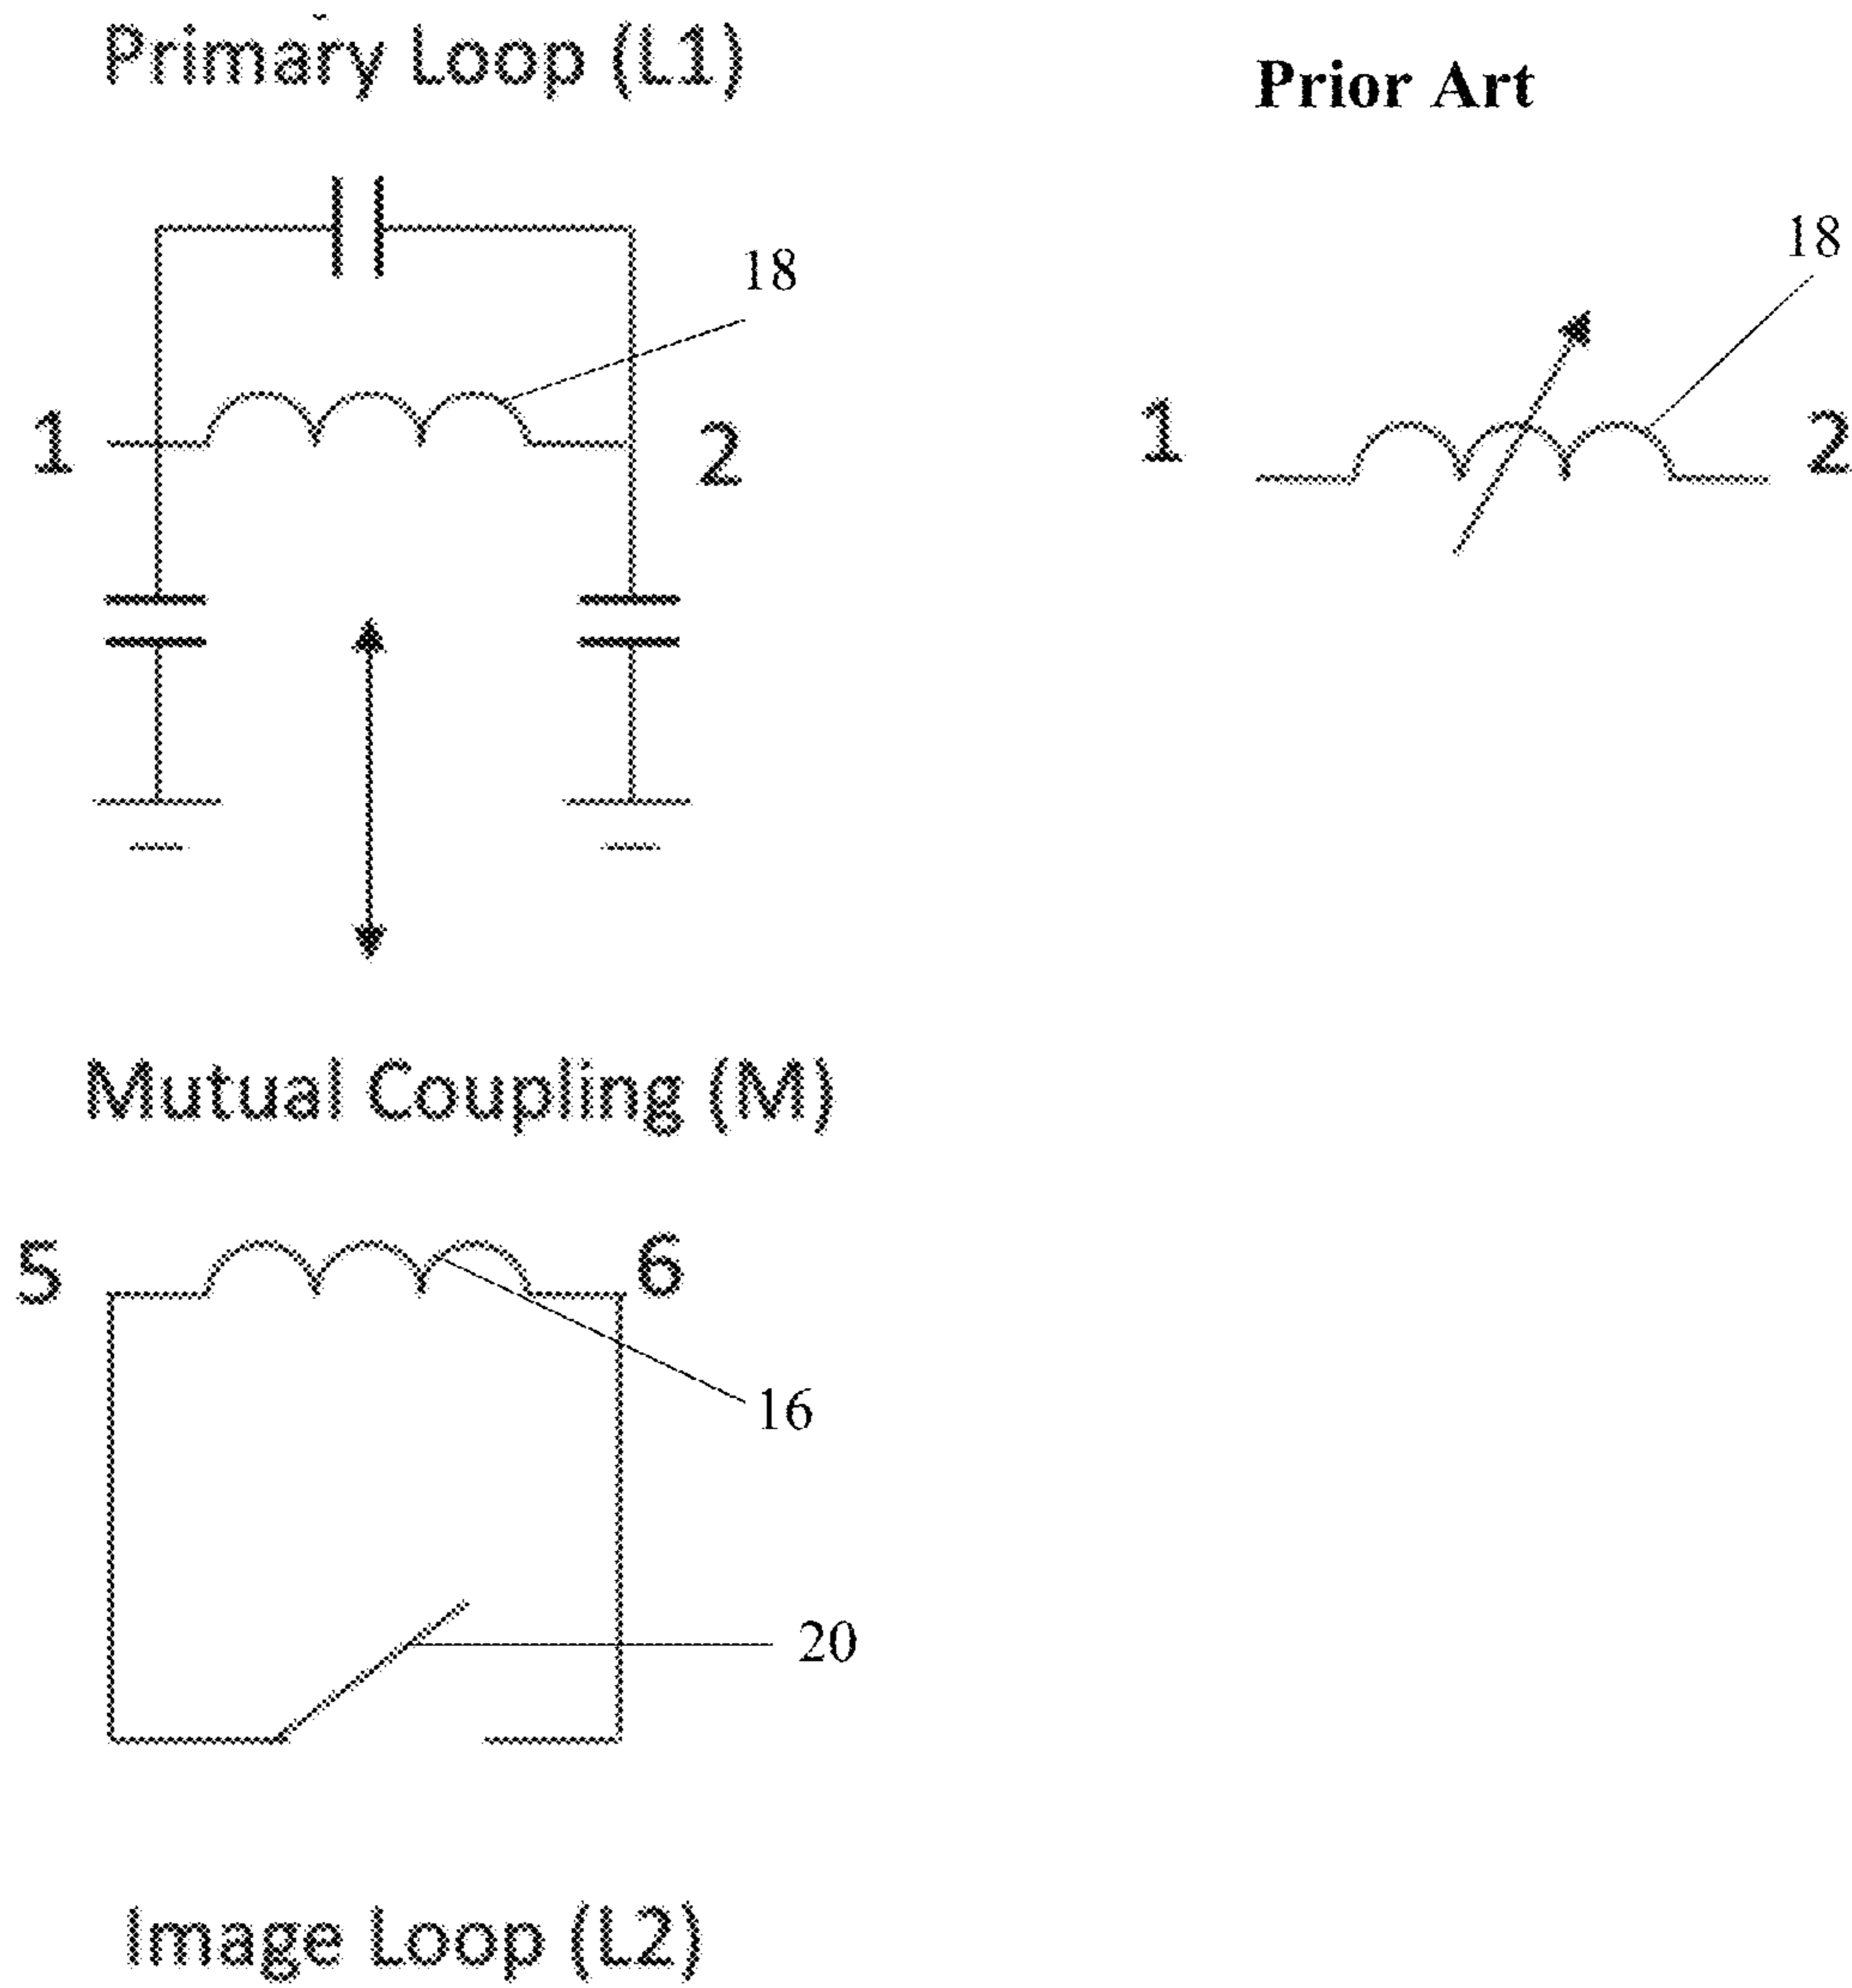 Primary Loop (L1)
Prior Art
18
18
1
2
1
2
Mutual Coupling (M)
5
6
16
20
Image Loop (L2)